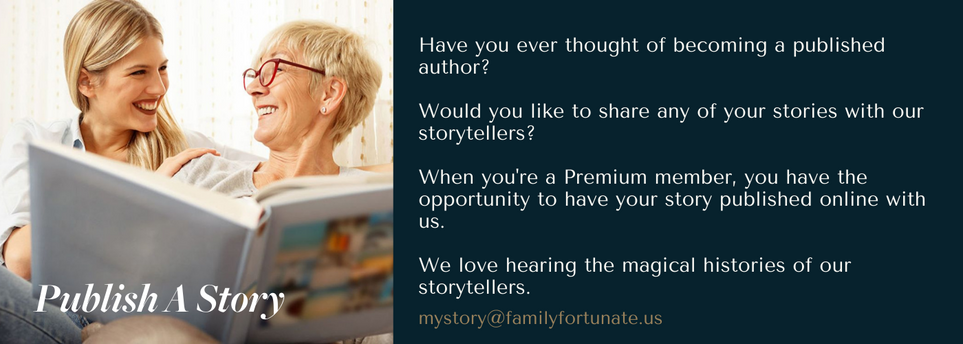 Publish A Story
Have you ever thought of becoming a published
author?
Would you like to share any of your stories with our
storytellers?
When you're a Premium member, you have the
opportunity to have your story published online with
us.
We love hearing the magical histories of our
storytellers.
mystory@familyfortunate.us